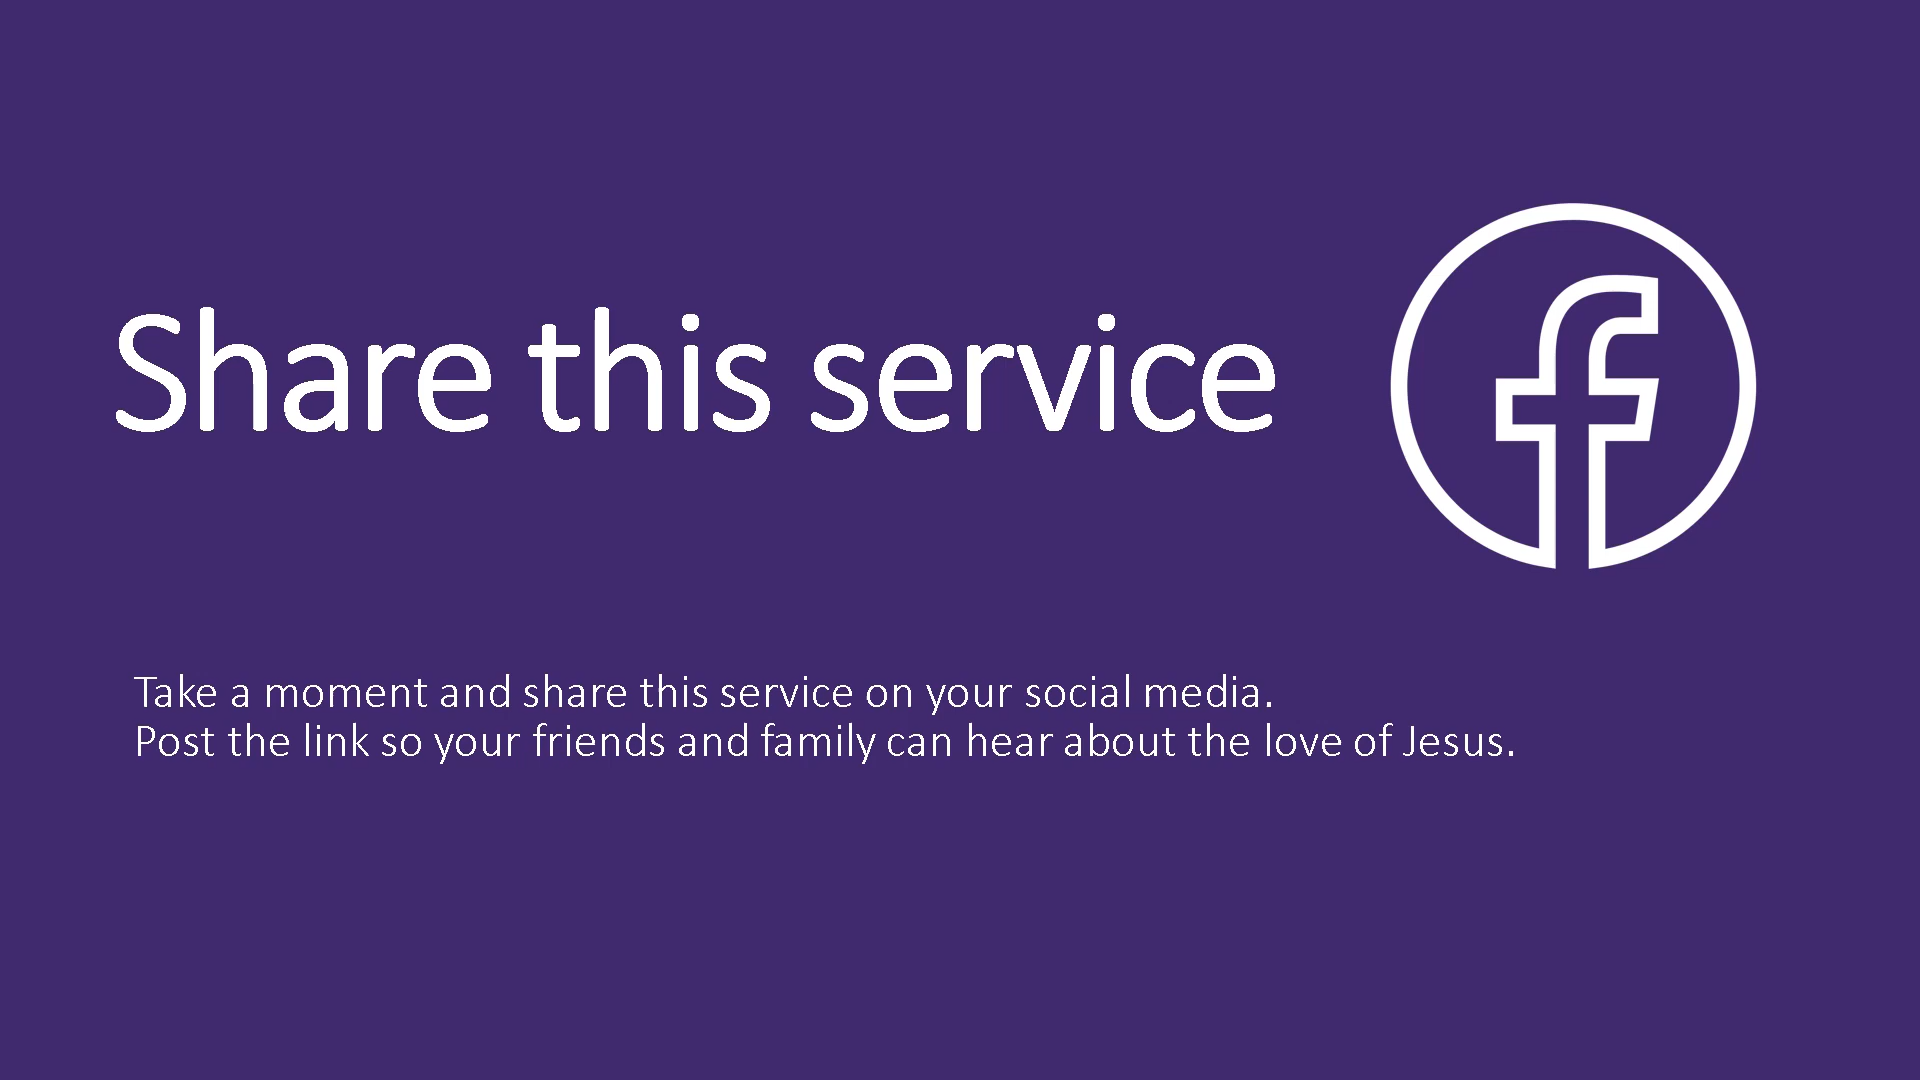 Share this service
Take a moment and share this service on your social media.
Post the link so your friends and family can hear about the love of Jesus.